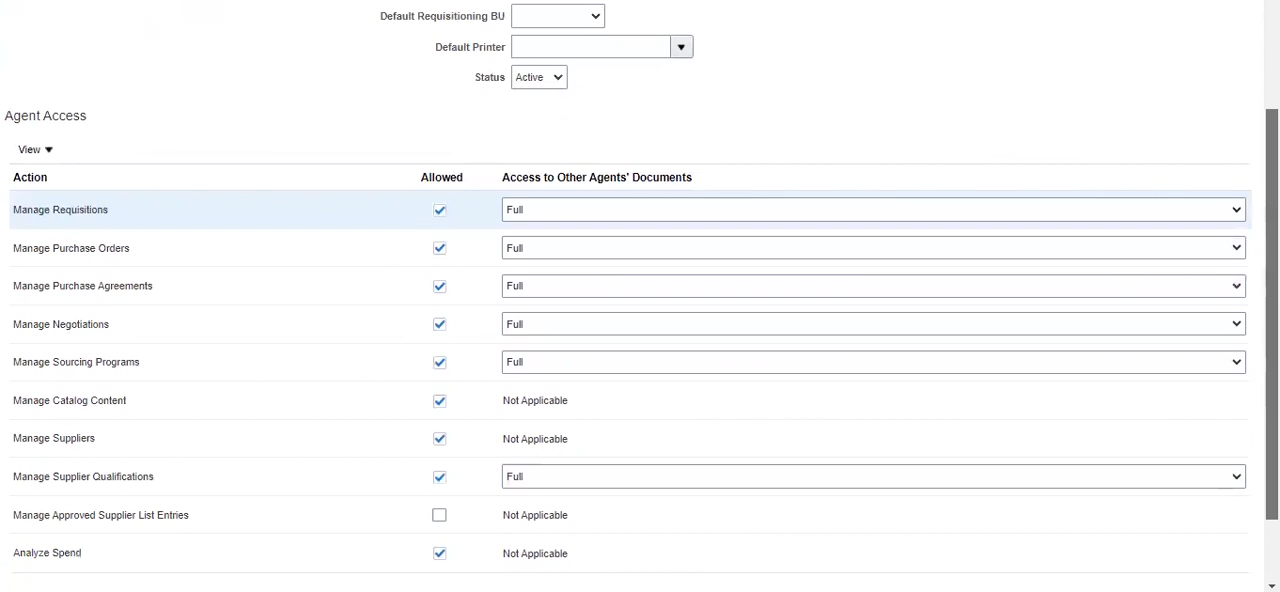 Default Requisitioning BU
Default Printer
Status Active
Agent Access
View
Action Allowed Access to Other Agents' Documents
Manage Requisitions Full
Manage Purchase Orders Full
Manage Purchase Agreements Full
Manage Negotiations Full
Manage Sourcing Programs Full
Manage Catalog Content Not Applicable
Manage Suppliers Not Applicable
Manage Supplier Qualifications Full
Manage Approved Supplier List Entries Not Applicable
Analyze Spend Not Applicable